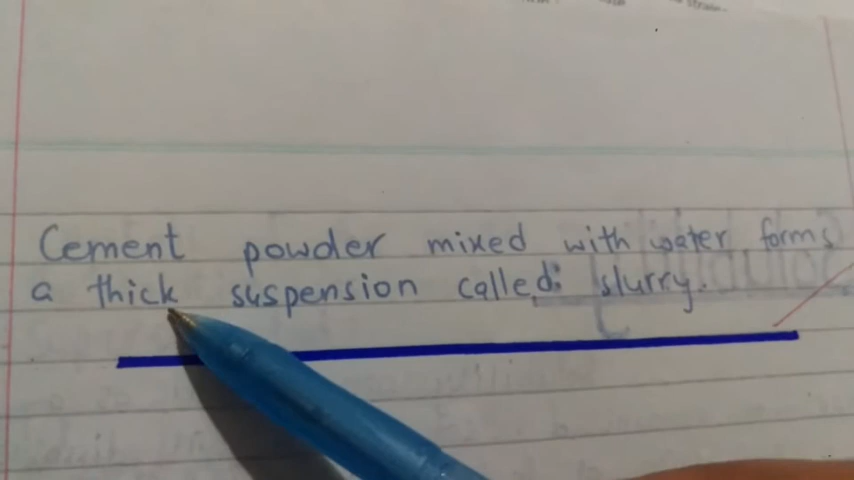 Cement powder mixed with water forms
a thick suspension called: slurry.